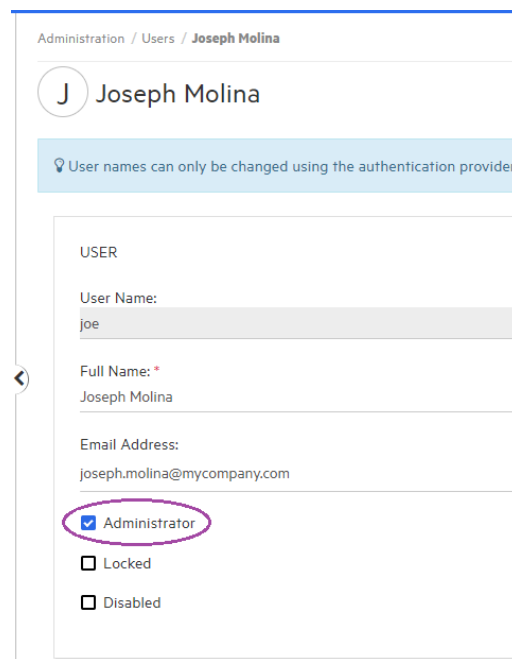 Administration / Users / Joseph Molina
J Joseph Molina
User names can only be changed using the authentication provider
USER
User Name:
joe
Full Name: *
Joseph Molina
Email Address:
joseph.molina@mycompany.com
Administrator
Locked
Disabled